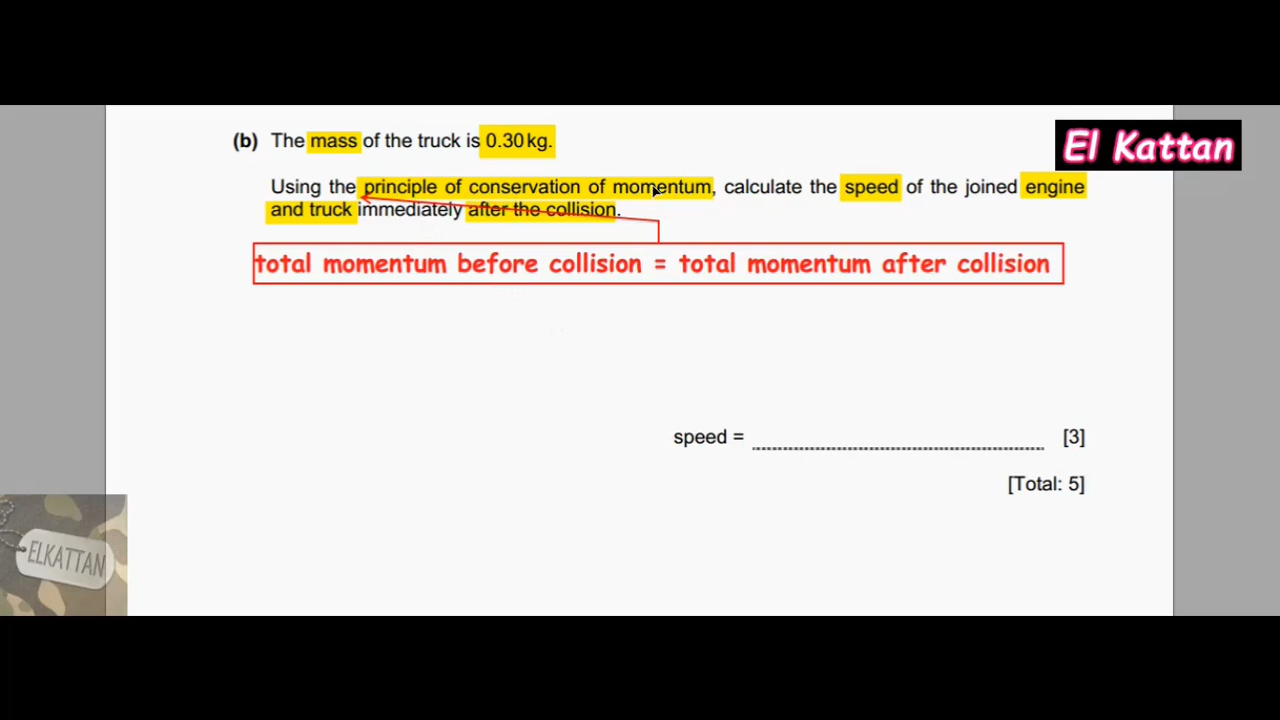 (b) The mass of the truck is 0.30 kg.
El Kattan
Using the principle of conservation of momentum, calculate the speed of the joined engine
and truck immediately after the collision.
total momentum before collision = total momentum after collision
speed = ........................................................ [3]
[Total: 5]
ELKATTAN